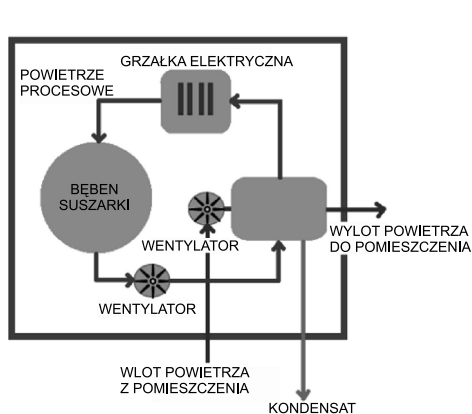 GRZAŁKA ELEKTRYCZNA
POWIETRZE
PROCESOWE
BĘBEN
SUSZARKI
WENTYLATOR
WYLOT POWIETRZA
DO POMIESZCZENIA
WENTYLATOR
WLOT POWIETRZA
Z POMIESZCZENIA
KONDENSAT